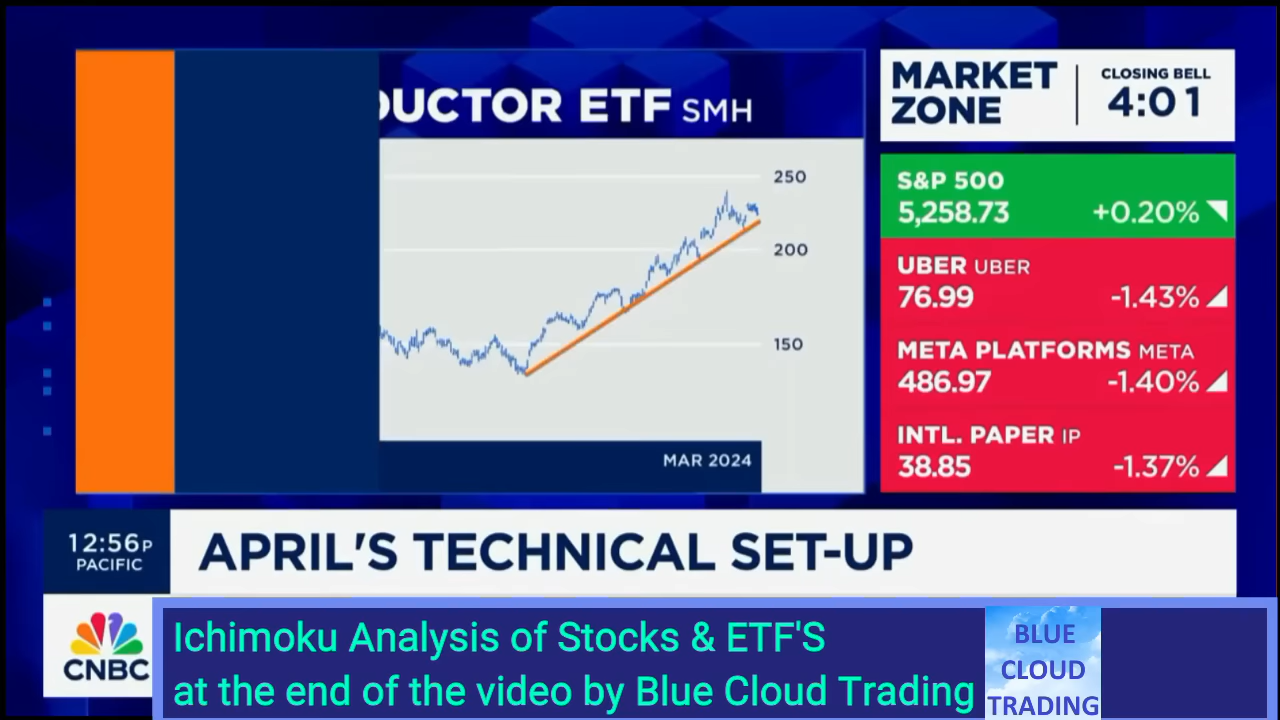 DUCTOR ETF SMH
250
200
150
MAR 2024
MARKET
ZONE
CLOSING BELL
4:01
S&P 500
5,258.73 +0.20%
UBER UBER
76.99 -1.43%
META PLATFORMS META
486.97 -1.40%
INTL. PAPER IP
38.85 -1.37%
12:56P
PACIFIC
APRIL'S TECHNICAL SET-UP
CNBC
Ichimoku Analysis of Stocks & ETF'S
at the end of the video by Blue Cloud Trading
BLUE
CLOUD
TRADING